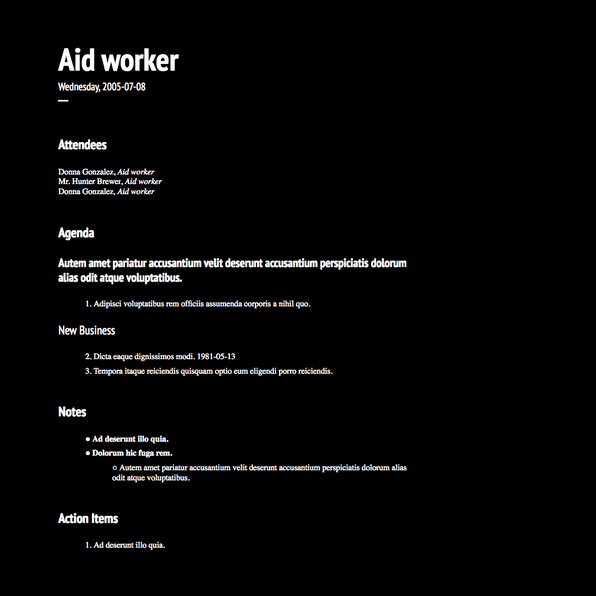 Aid worker
Wednesday, 2005-07-08
—
Attendees
Donna Gonzalez, Aid worker
Mr. Hunter Brewer, Aid worker
Donna Gonzalez, Aid worker
Agenda
Autem amet pariatur accusantium velit deserunt accusantium perspiciatis dolorum
alias odit atque voluptatibus.
1. Adipisci voluptatibus rem officiis assumenda corporis a nihil quo.
New Business
2. Dicta eaque dignissimos modi. 1981-05-13
3. Tempora itaque reiciendis quisquam optio eum eligendi porro reiciendis.
Notes
● Ad deserunt illo quia.
● Dolorum hic fuga rem.
○ Autem amet pariatur accusantium velit deserunt accusantium perspiciatis dolorum alias
odit atque voluptatibus.
Action Items
1. Ad deserunt illo quia.